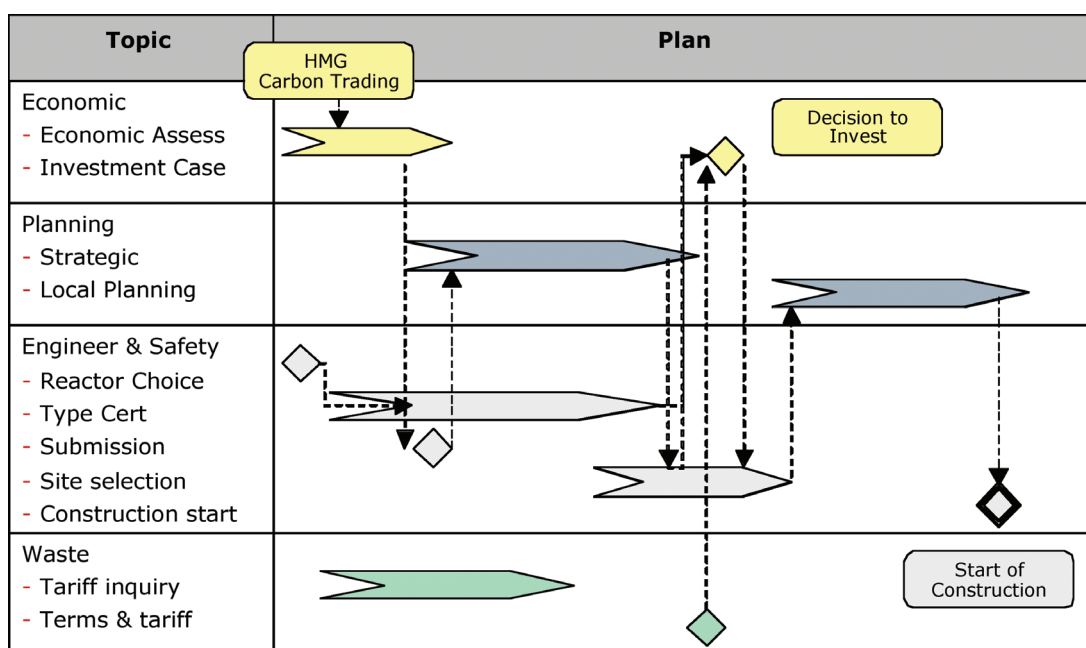 Topic
Plan
HMG
Carbon Trading
Economic
- Economic Assess
- Investment Case
Decision to
Invest
Planning
- Strategic
- Local Planning
Engineer & Safety
- Reactor Choice
- Type Cert
- Submission
- Site selection
- Construction start
Waste
- Tariff inquiry
- Terms & tariff
Start of
Construction